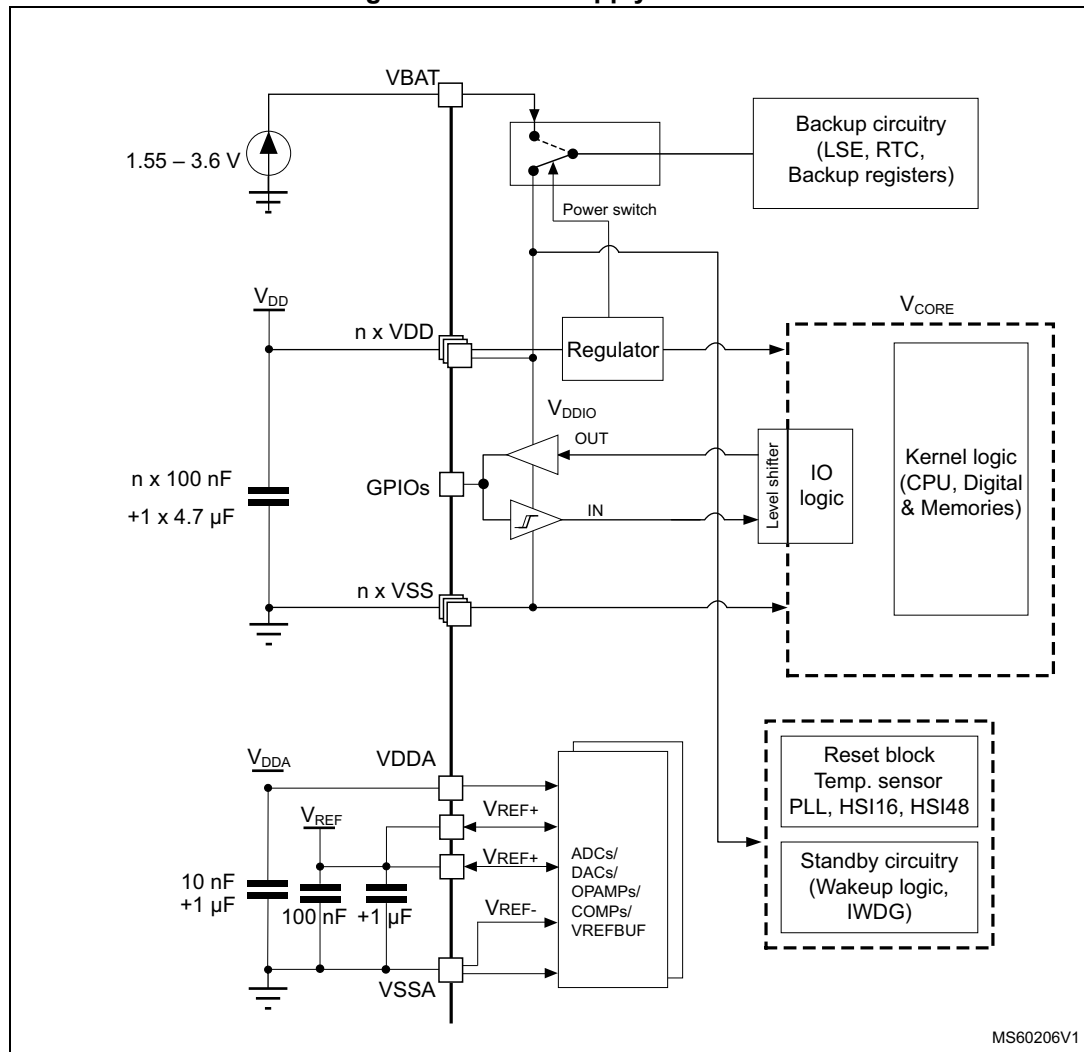 VBAT
1.55 – 3.6 V
Backup circuitry
(LSE, RTC,
Backup registers)
Power switch
VDD
n x VDD
Regulator
VCORE
VDDIO
OUT
n x 100 nF
+1 x 4.7 µF
GPIOs
IN
Level shifter
IO
logic
Kernel logic
(CPU, Digital
& Memories)
n x VSS
VDDA
VDDA
VREF
VREF+
VREF+
10 nF
+1 µF
100 nF
+1 µF
VREF-
ADCs/
DACs/
OPAMPs/
COMPs/
VREFBUF
VSSA
Reset block
Temp. sensor
PLL, HSI16, HSI48
Standby circuitry
(Wakeup logic,
IWDG)
MS60206V1